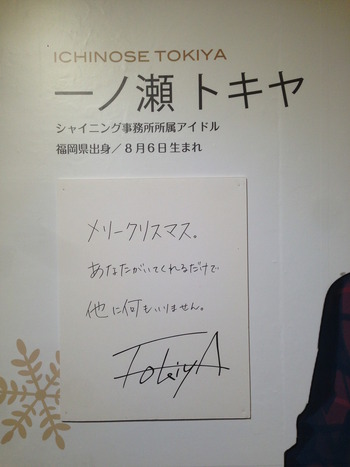 ICHINOSE TOKIYA
一ノ瀬 トキヤ
シャイニング事務所所属アイドル
福岡県出身／8月6日生まれ
メリークリスマス。
あなたがいてくれるだけで
他に何もいりません。
TokiyA